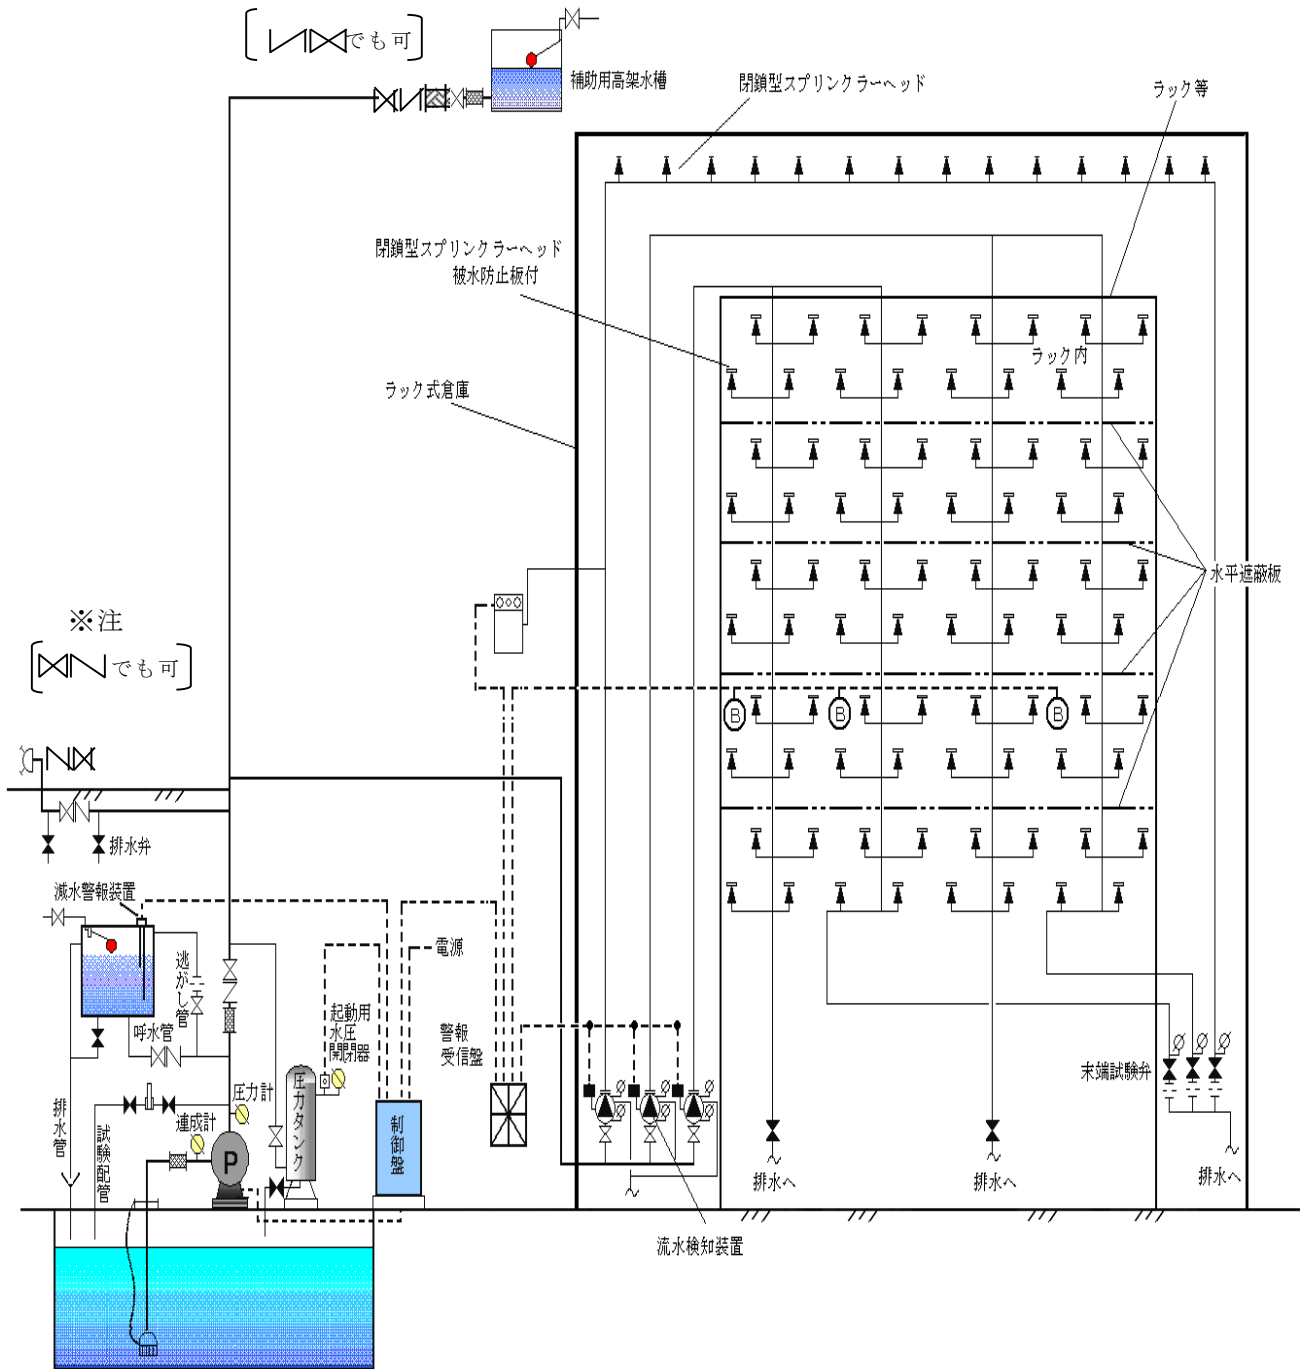 でも可
補助用高架水槽
閉鎖型スプリンクラーヘッド
ラック等
閉鎖型スプリンクラーヘッド
被水防止板付
ラック内
ラック式倉庫
水平遮蔽板
※注
でも可
B
B
B
排水弁
減水警報装置
電源
逃がし管
呼水管
起動用
水圧
開閉器
警報
受信盤
末端試験弁
圧力計
連成計
圧力タンク
制御盤
排水管
試験配管
P
排水へ
排水へ
排水へ
流水検知装置